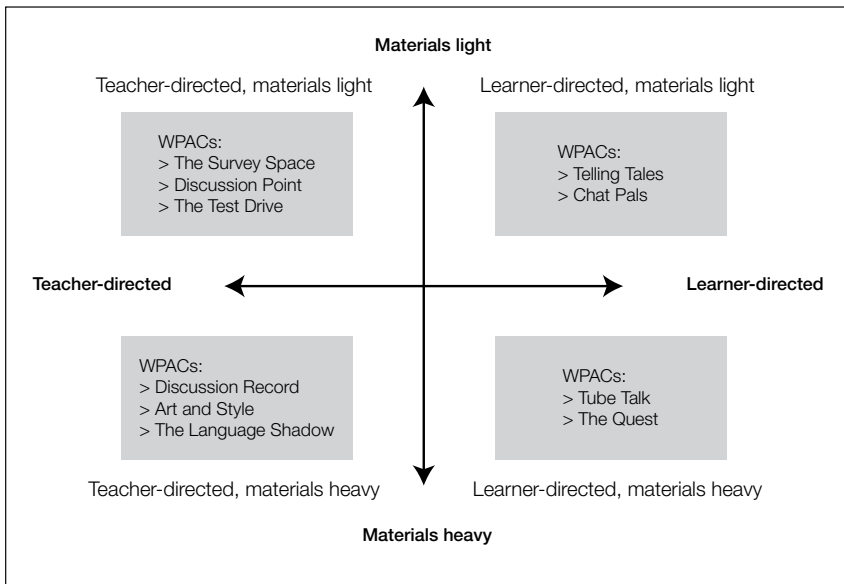 Materials light
Teacher-directed, materials light
Learner-directed, materials light
WPACs:
> The Survey Space
> Discussion Point
> The Test Drive
WPACs:
> Telling Tales
> Chat Pals
Teacher-directed
Learner-directed
WPACs:
> Discussion Record
> Art and Style
> The Language Shadow
WPACs:
> Tube Talk
> The Quest
Teacher-directed, materials heavy
Learner-directed, materials heavy
Materials heavy